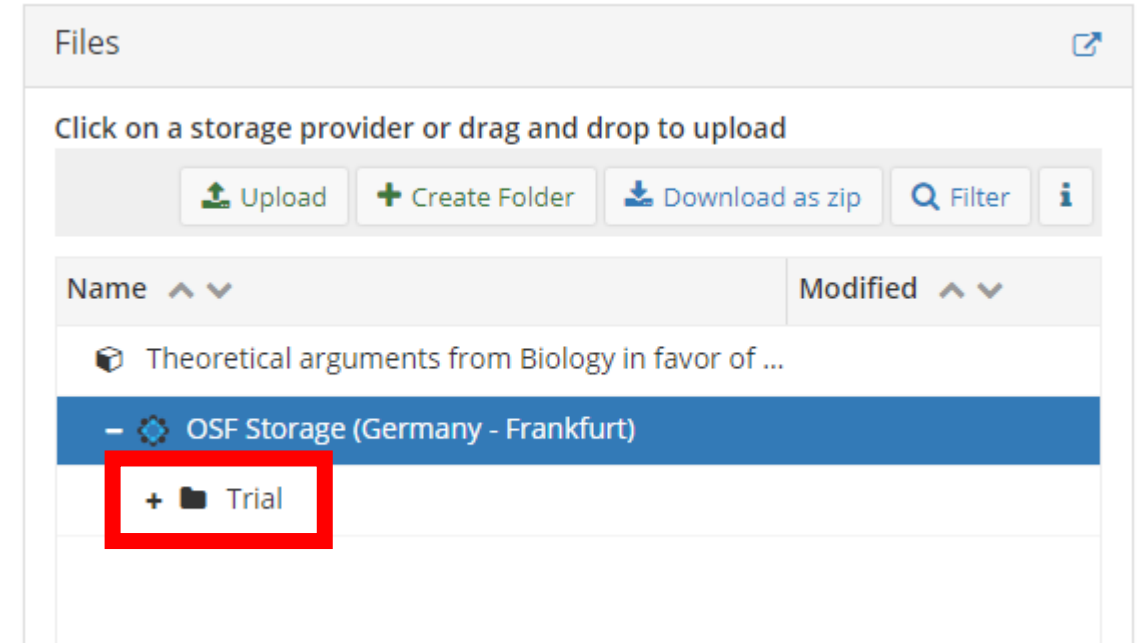 Files
Click on a storage provider or drag and drop to upload
Upload Create Folder Download as zip Filter i
Name Modified
Theoretical arguments from Biology in favor of ...
OSF Storage (Germany - Frankfurt)
Trial